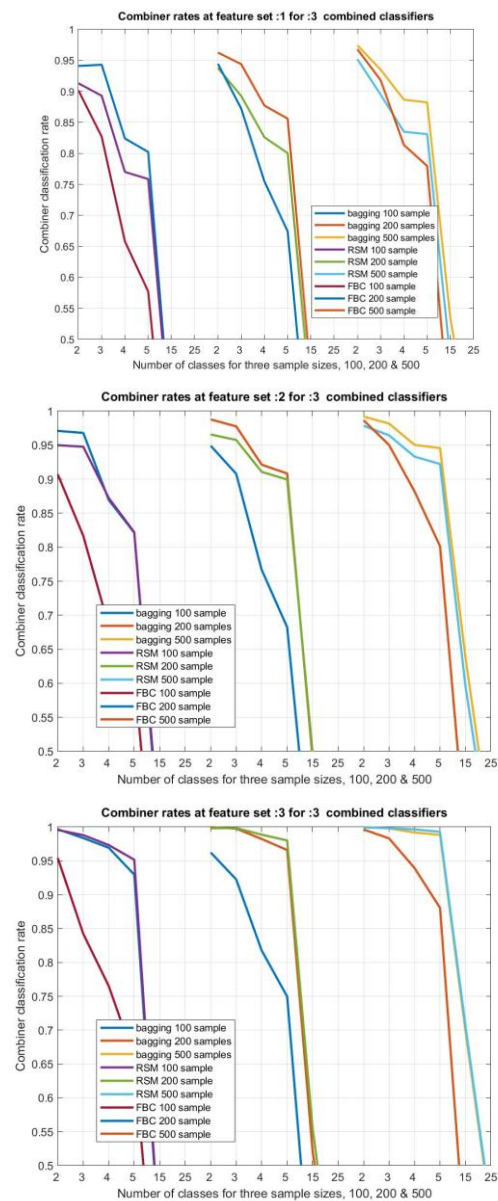 Combiner rates at feature set :1 for :3 combined classifiers
Combiner classification rate
1
0.95
0.9
0.85
0.8
0.75
0.7
0.65
0.6
0.55
0.5
bagging 100 sample
bagging 200 samples
bagging 500 samples
RSM 100 sample
RSM 200 sample
RSM 500 sample
FBC 100 sample
FBC 200 sample
FBC 500 sample
2 3 4 5 15 25 2 3 4 5 15 25 2 3 4 5 15 25
Number of classes for three sample sizes, 100, 200 & 500
Combiner rates at feature set :2 for :3 combined classifiers
Combiner classification rate
1
0.95
0.9
0.85
0.8
0.75
0.7
0.65
0.6
0.55
0.5
bagging 100 sample
bagging 200 samples
bagging 500 samples
RSM 100 sample
RSM 200 sample
RSM 500 sample
FBC 100 sample
FBC 200 sample
FBC 500 sample
2 3 4 5 15 25 2 3 4 5 15 25 2 3 4 5 15 25
Number of classes for three sample sizes, 100, 200 & 500
Combiner rates at feature set :3 for :3 combined classifiers
Combiner classification rate
1
0.95
0.9
0.85
0.8
0.75
0.7
0.65
0.6
0.55
0.5
bagging 100 sample
bagging 200 samples
bagging 500 samples
RSM 100 sample
RSM 200 sample
RSM 500 sample
FBC 100 sample
FBC 200 sample
FBC 500 sample
2 3 4 5 15 25 2 3 4 5 15 25 2 3 4 5 15 25
Number of classes for three sample sizes, 100, 200 & 500